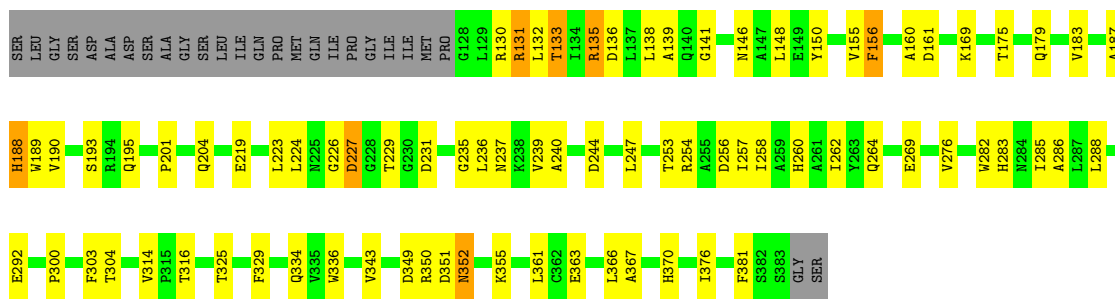 SER LEU GLY SER ASP ALA ASP SER ALA GLY SER LEU ILE GLN PRO MET GLN ILE PRO GLY ILE ILE MET PRO G128 L129 R130 R131 L132 T133 I134 R135 D136 L137 L138 A139 Q140 G141 N146 A147 L148 E149 Y150 V155 F156 A160 D161 K169 T175 Q179 V183 A187
H188 W189 V190 S193 R194 Q195 P201 Q204 E219 L223 L224 N225 G226 D227 G228 T229 G230 D231 G235 L236 N237 K238 V239 A240 D244 L247 T253 R254 A255 D256 I257 I258 A259 H260 A261 I262 Y263 Q264 E269 V276 W282 H283 N284 I285 A286 L287 L288
E292 P300 F303 T304 V314 P315 T316 T325 F329 Q334 V335 W336 V343 D349 R350 D351 N352 K355 L361 C362 E363 L366 A367 H370 I376 F381 S382 S383 GLY SER